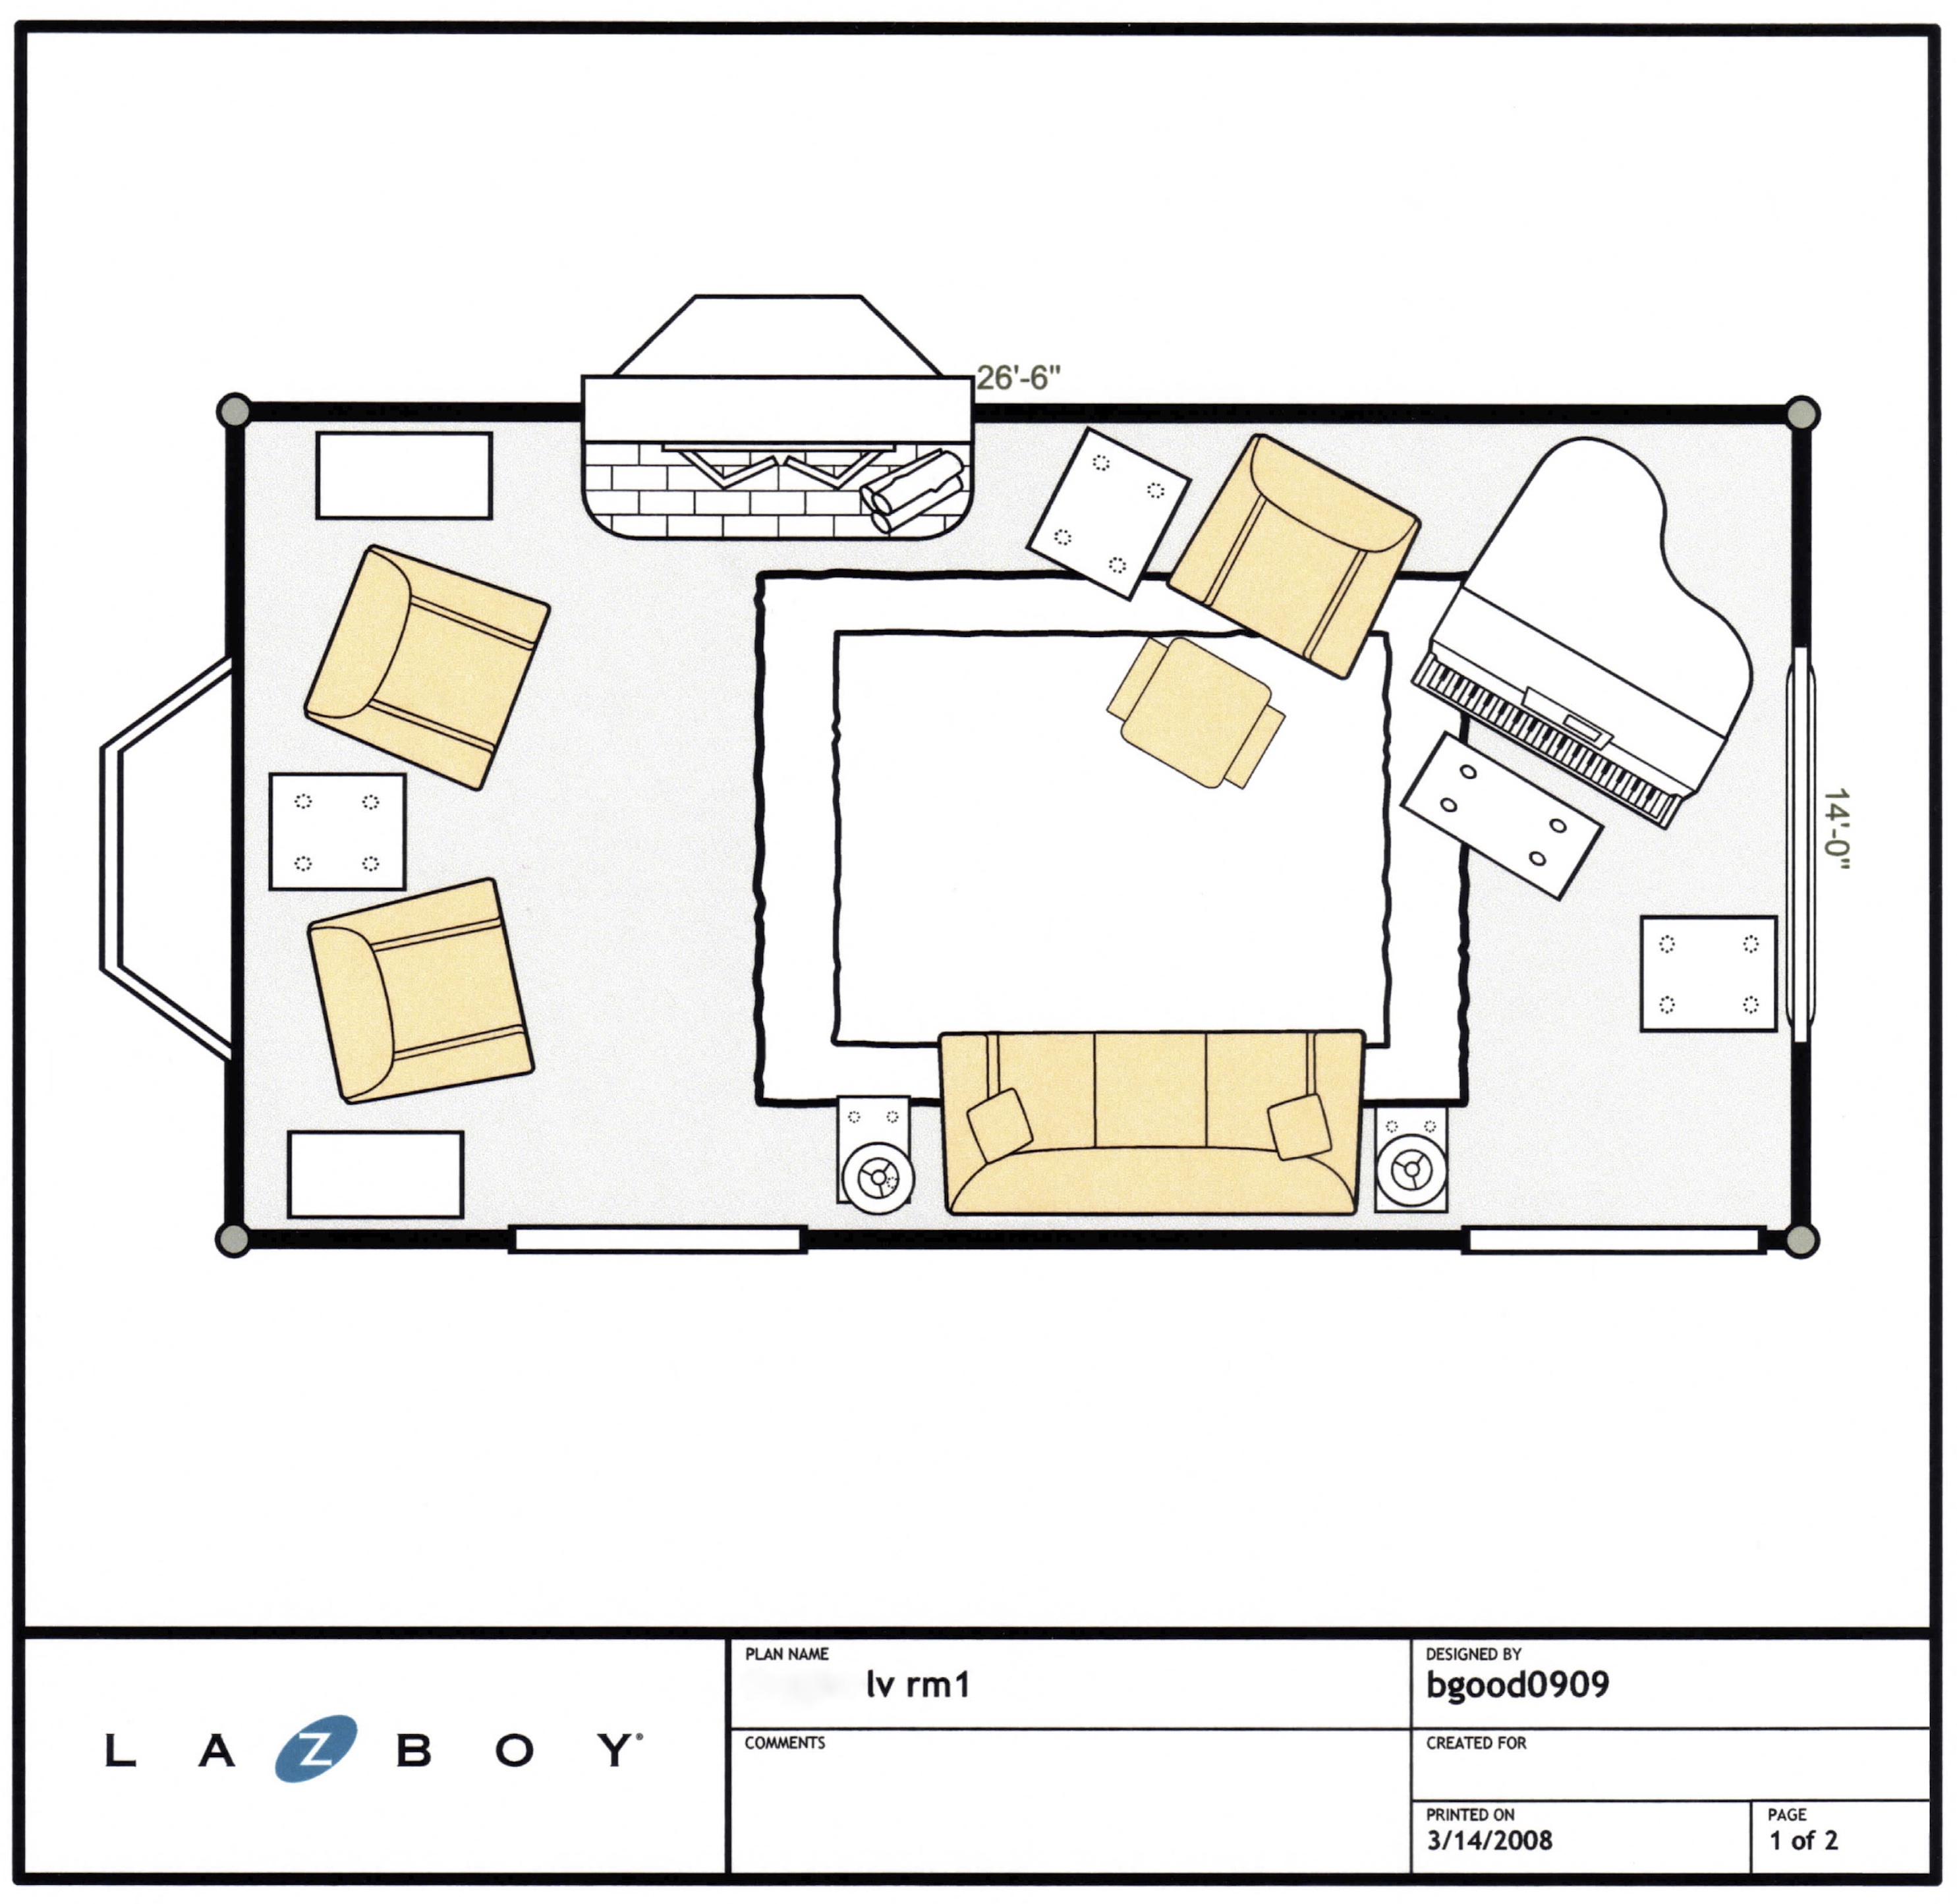 26'-6"
14'-0"
LAZBOY®
PLAN NAME
lv rm1
COMMENTS
DESIGNED BY
bgood0909
CREATED FOR
PRINTED ON
3/14/2008
PAGE
1 of 2